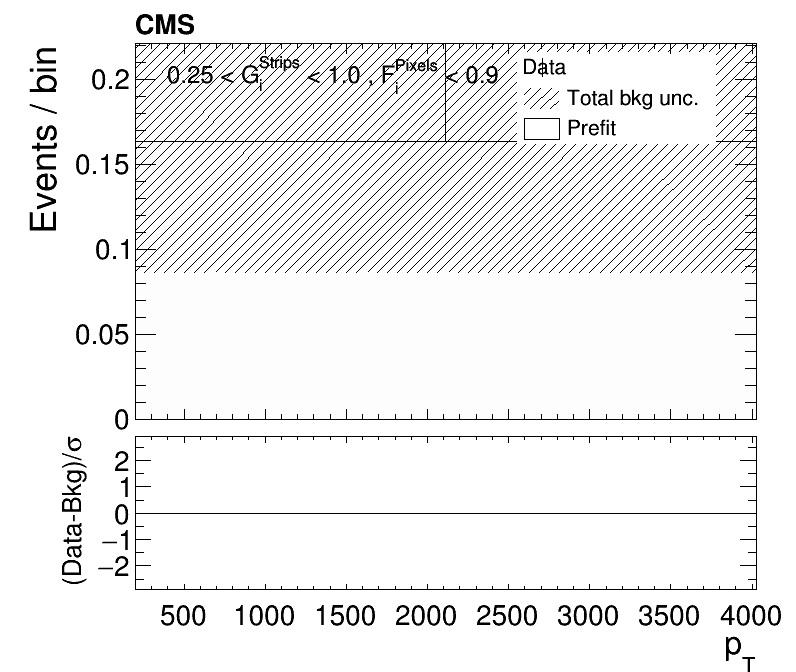 CMS
0.25 < G_i^Strips < 1.0 , F_i^Pixels < 0.9
Data
Total bkg unc.
Prefit
Events / bin
0.2
0.15
0.1
0.05
0
(Data-Bkg)/σ
2
1
0
−1
−2
500 1000 1500 2000 2500 3000 3500 4000
p_T